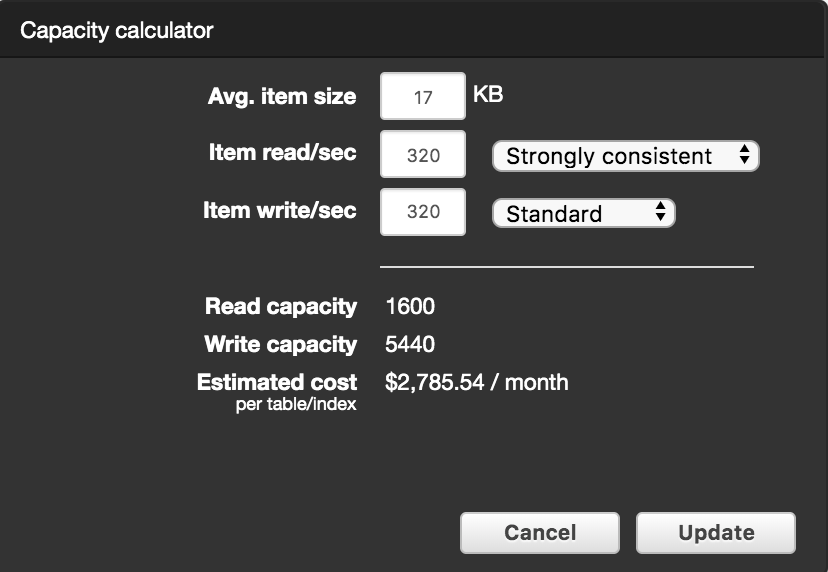 Capacity calculator
Avg. item size 17 KB
Item read/sec 320 Strongly consistent
Item write/sec 320 Standard
Read capacity 1600
Write capacity 5440
Estimated cost $2,785.54 / month
per table/index
Cancel Update